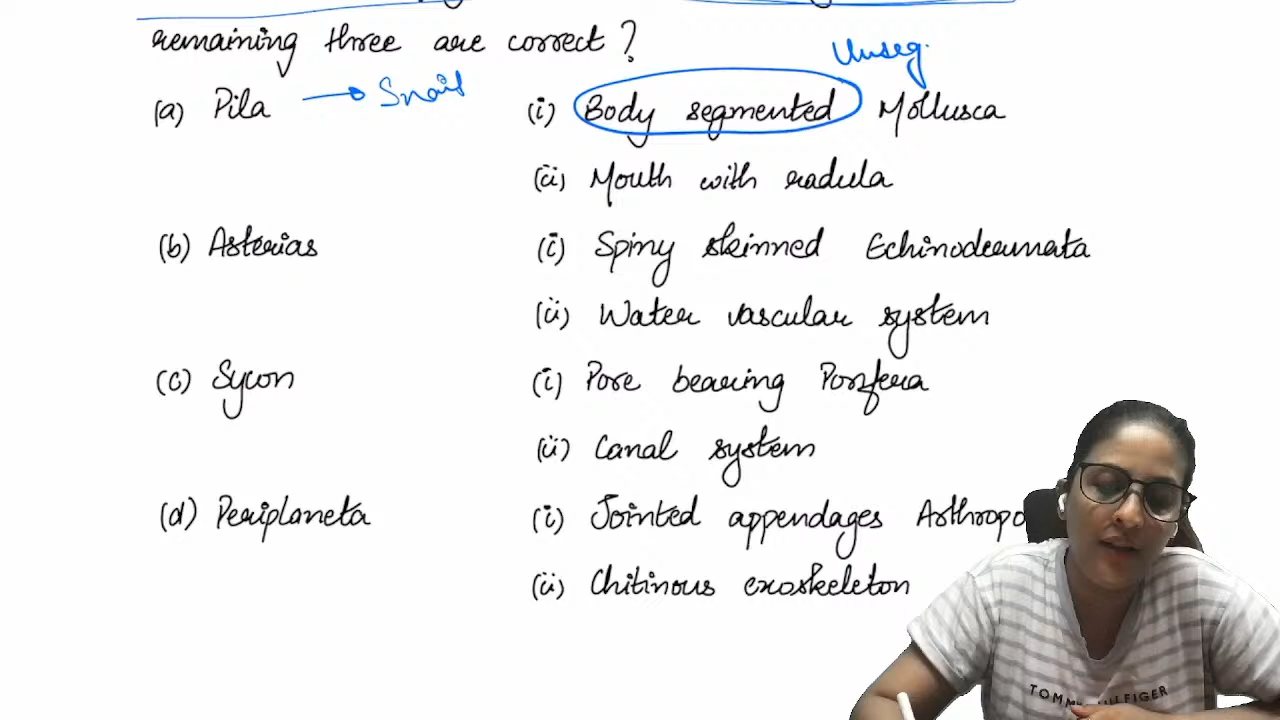 remaining three are correct?
Unseg.
(a) Pila → Snail (i) Body segmented Mollusca
(ii) Mouth with radula
(b) Asterias (i) Spiny skinned Echinodermata
(ii) Water vascular system
(c) Sycon (i) Pore bearing Porifera
(ii) Canal system
(d) Periplaneta (i) Jointed appendages Arthropo
(ii) Chitinous exoskeleton
TOMMY HILFIGER